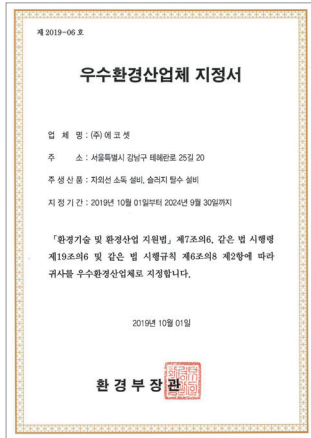 제 2019-06 호
우수환경산업체 지정서
업 체 명 : (주) 에 코 셋
주 소 : 서울특별시 강남구 테헤란로 25길 20
주 생 산 품 : 자외선 소독 설비, 슬러지 탈수 설비
지 정 기 간 : 2019년 10월 01일부터 2024년 9월 30일까지
「환경기술 및 환경산업 지원법」 제7조의6, 같은 법 시행령
제19조의6 및 같은 법 시행규칙 제6조의8 제2항에 따라
귀사를 우수환경산업체로 지정합니다.
2019년 10월 01일
환 경 부 장 관